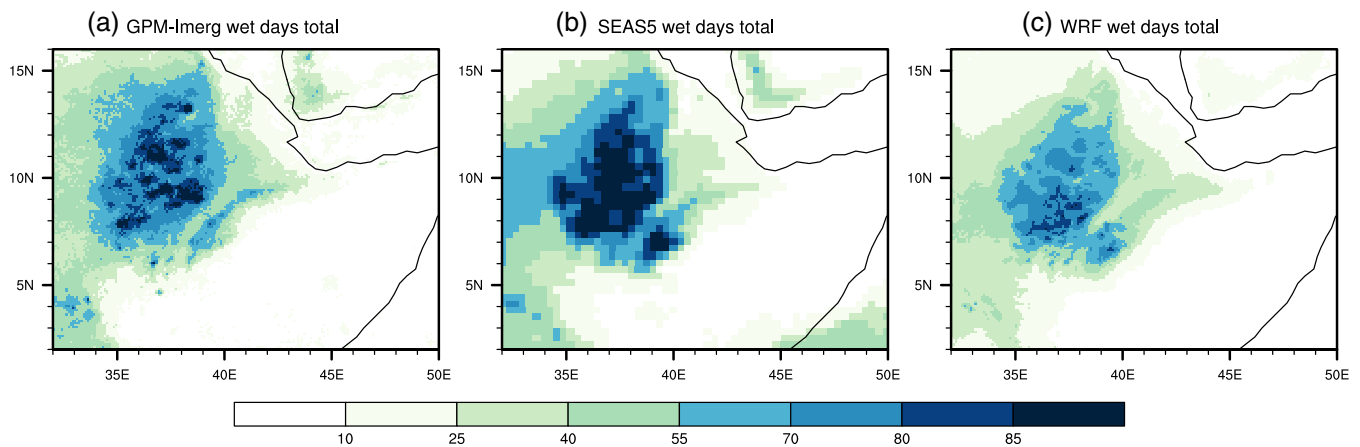 (a) GPM-Imerg wet days total
(b) SEAS5 wet days total
(c) WRF wet days total
15N
10N
5N
35E 40E 45E 50E
15N
10N
5N
35E 40E 45E 50E
15N
10N
5N
35E 40E 45E 50E
10 25 40 55 70 80 85